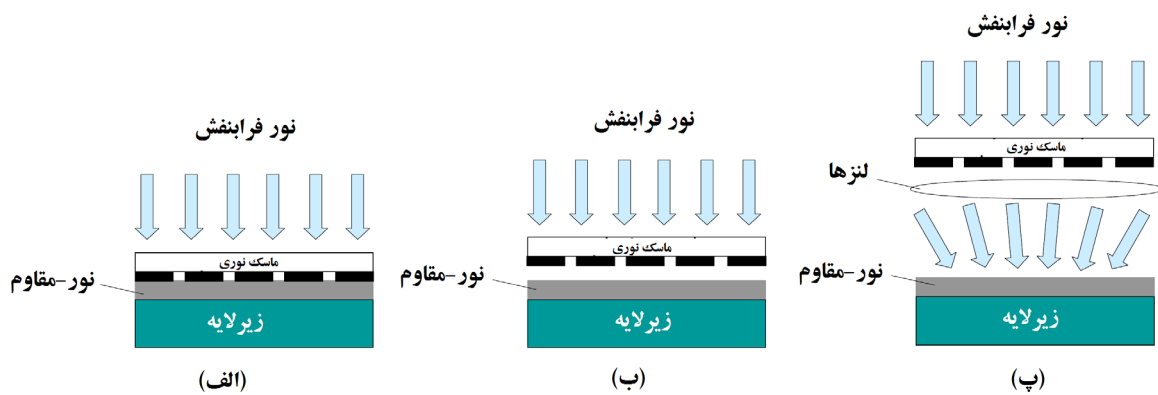 نور فرابنفش
ماسک نوری
لنزها
نور-مقاوم
زیرلایه
(پ)
نور فرابنفش
ماسک نوری
نور-مقاوم
زیرلایه
(ب)
نور فرابنفش
ماسک نوری
نور-مقاوم
زیرلایه
(الف)